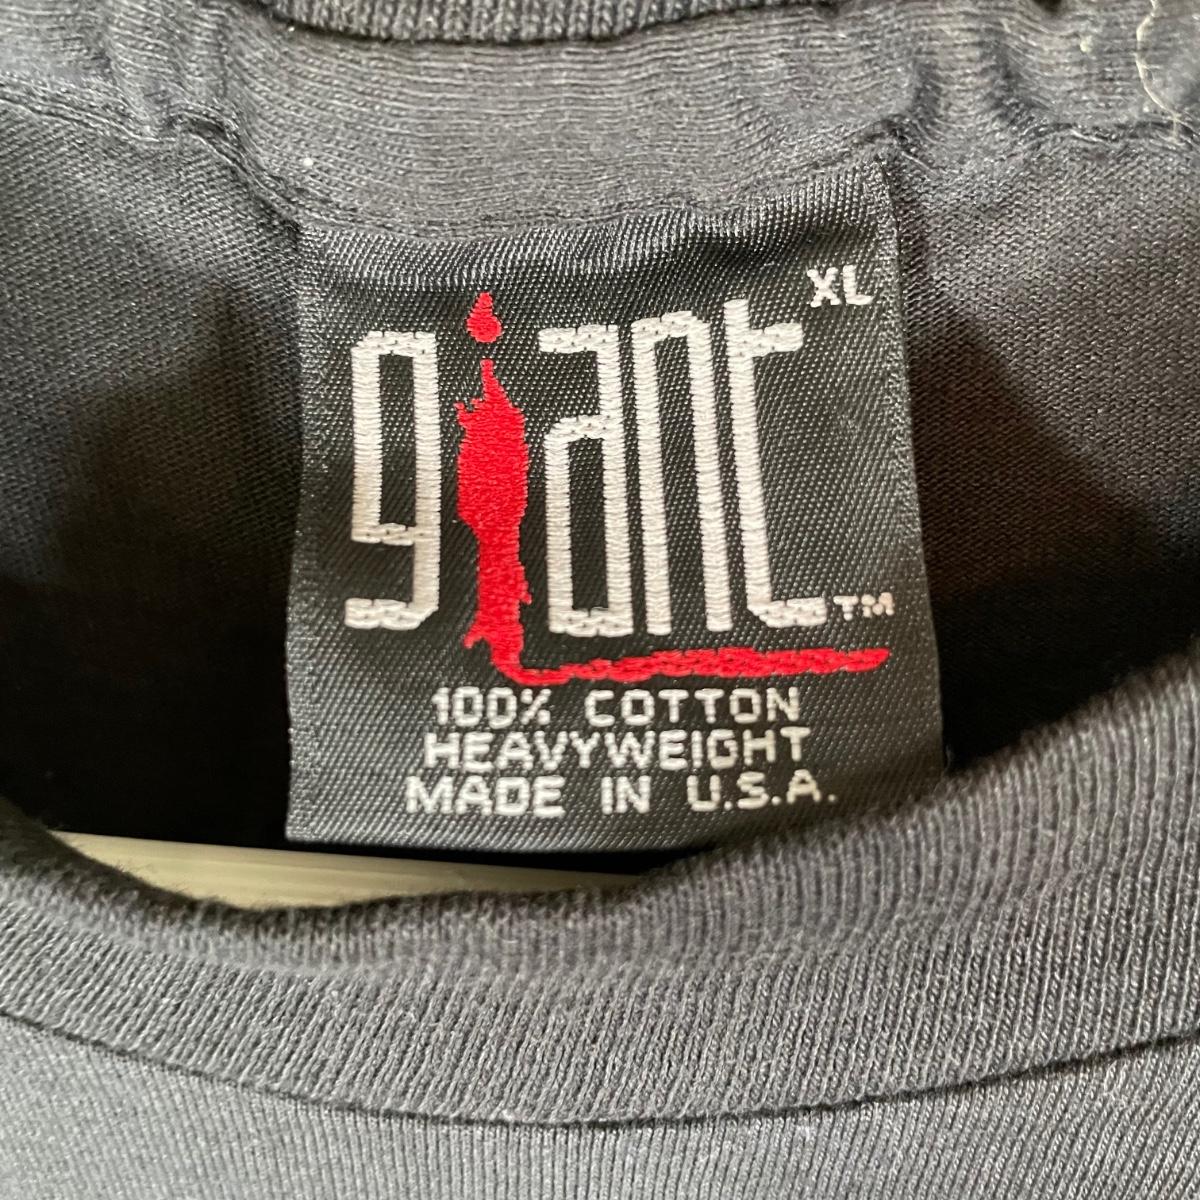 giant XL
TM
100% COTTON
HEAVYWEIGHT
MADE IN U.S.A.